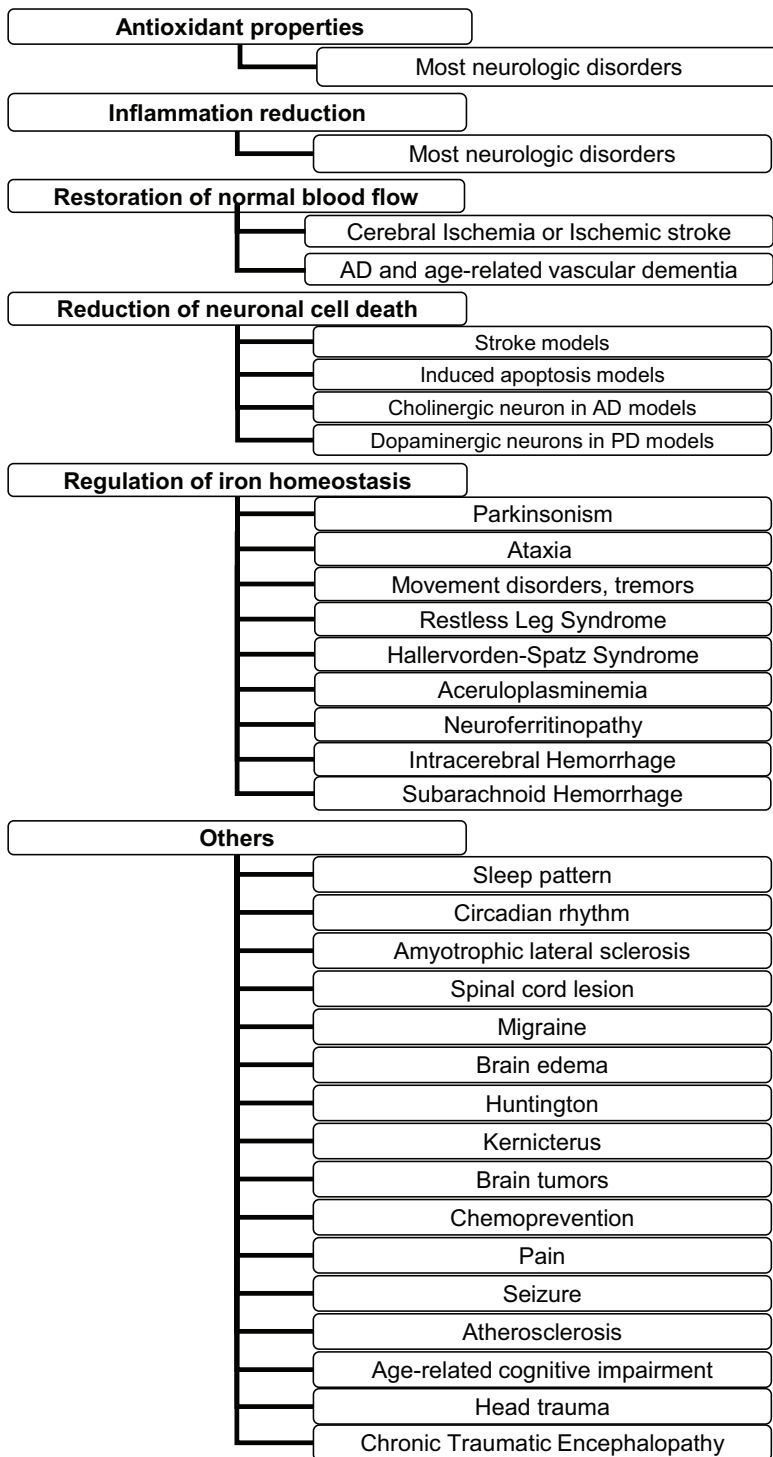 Antioxidant properties
Most neurologic disorders
Inflammation reduction
Most neurologic disorders
Restoration of normal blood flow
Cerebral Ischemia or Ischemic stroke
AD and age-related vascular dementia
Reduction of neuronal cell death
Stroke models
Induced apoptosis models
Cholinergic neuron in AD models
Dopaminergic neurons in PD models
Regulation of iron homeostasis
Parkinsonism
Ataxia
Movement disorders, tremors
Restless Leg Syndrome
Hallervorden-Spatz Syndrome
Aceruloplasminemia
Neuroferritinopathy
Intracerebral Hemorrhage
Subarachnoid Hemorrhage
Others
Sleep pattern
Circadian rhythm
Amyotrophic lateral sclerosis
Spinal cord lesion
Migraine
Brain edema
Huntington
Kernicterus
Brain tumors
Chemoprevention
Pain
Seizure
Atherosclerosis
Age-related cognitive impairment
Head trauma
Chronic Traumatic Encephalopathy